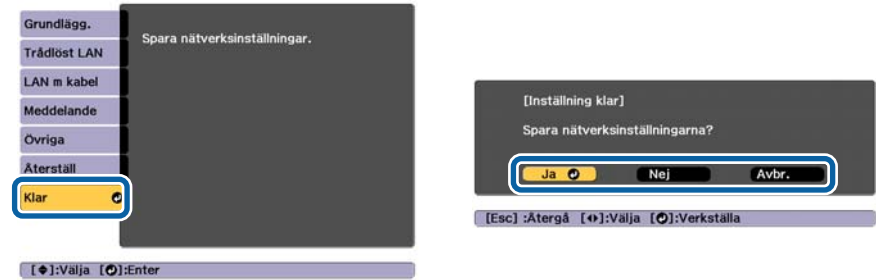 Grundlägg.
Trådlöst LAN
LAN m kabel
Meddelande
Övriga
Återställ
Klar
Spara nätverksinställningar.
[◆]:Välja [⏎]:Enter
[Inställning klar]
Spara nätverksinställningarna?
Ja ⏎ Nej Avbr.
[Esc] :Återgå [◀▶]:Välja [⏎]:Verkställa